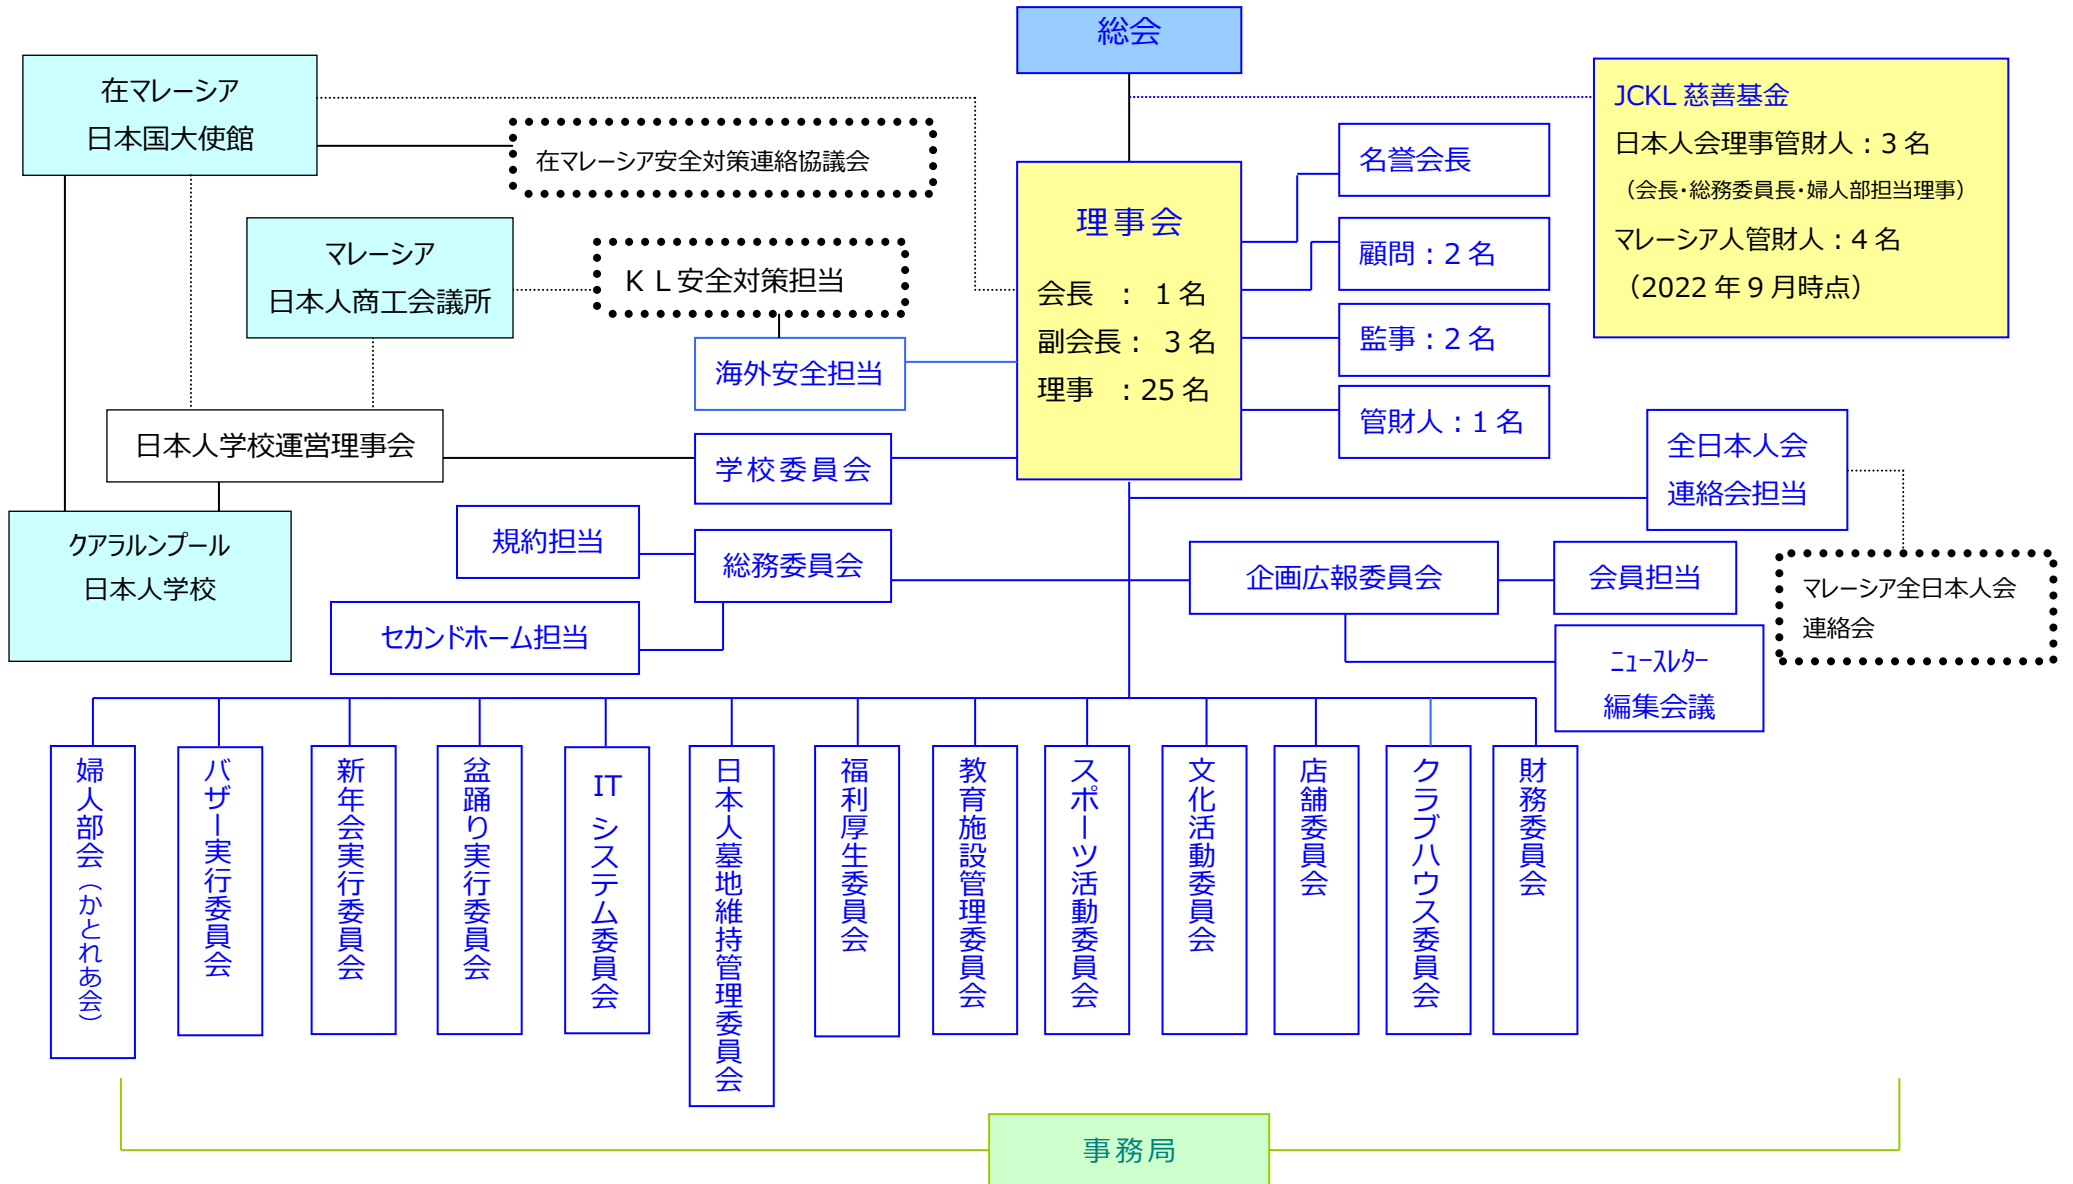 総会
在マレーシア
日本国大使館
在マレーシア安全対策連絡協議会
マレーシア
日本人商工会議所
ＫＬ安全対策担当
海外安全担当
理事会
会長 ： 1名
副会長： 3名
理事 ：25名
名誉会長
顧問：2名
監事：2名
管財人：1名
JCKL 慈善基金
日本人会理事管財人：3名
（会長・総務委員長・婦人部担当理事）
マレーシア人管財人：4名
（2022年9月時点）
日本人学校運営理事会
学校委員会
クアラルンプール
日本人学校
規約担当
総務委員会
セカンドホーム担当
企画広報委員会
会員担当
ニュースレター
編集会議
全日本人会
連絡会担当
マレーシア全日本人会
連絡会
婦人部会（かとれあ会）
バザー実行委員会
新年会実行委員会
盆踊り実行委員会
ITシステム委員会
日本人墓地維持管理委員会
福利厚生委員会
教育施設管理委員会
スポーツ活動委員会
文化活動委員会
店舗委員会
クラブハウス委員会
財務委員会
事務局